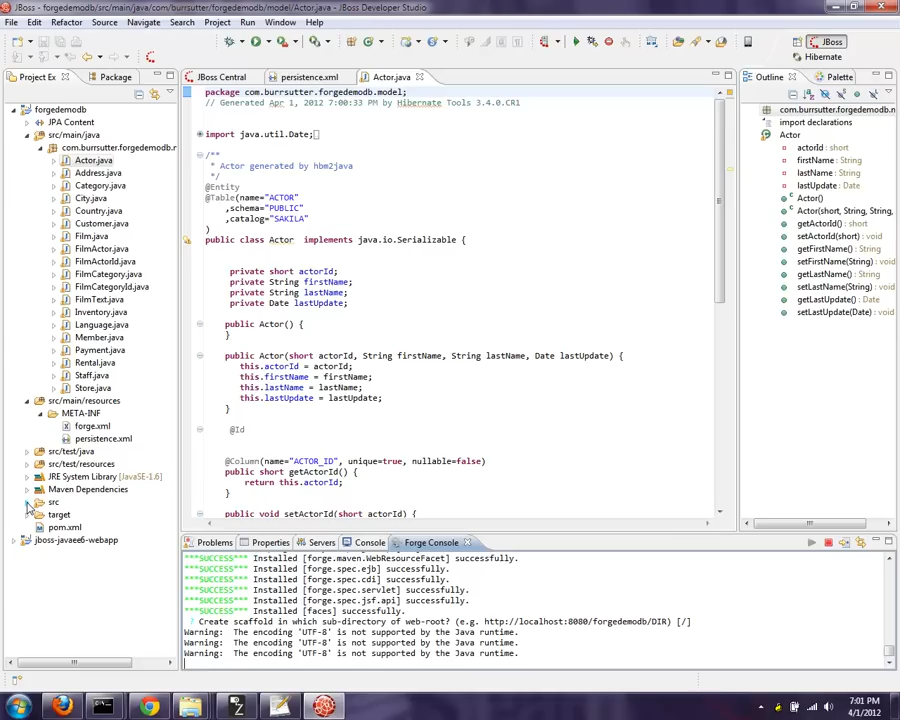 JBoss - forgedemodb/src/main/java/com/burrsutter/forgedemodb/model/Actor.java - JBoss Developer Studio
File Edit Source Refactor Navigate Search Project Run Window Help
JBoss
Hibernate
Project Ex
Package
JBoss Central
persistence.xml
Actor.java
Outline
Palette
forgedemodb
JPA Content
src/main/java
com.burrsutter.forgedemodb.m
Actor.java
Address.java
Category.java
City.java
Country.java
Customer.java
Film.java
FilmActor.java
FilmActorId.java
FilmCategory.java
FilmCategoryId.java
FilmText.java
Inventory.java
Language.java
Member.java
Payment.java
Rental.java
Staff.java
Store.java
src/main/resources
META-INF
forge.xml
persistence.xml
src/test/java
src/test/resources
JRE System Library [JavaSE-1.6]
Maven Dependencies
src
target
pom.xml
jboss-javaee6-webapp
package com.burrsutter.forgedemodb.model;
// Generated Apr 1, 2012 7:00:33 PM by Hibernate Tools 3.4.0.CR1
import java.util.Date;
/**
* Actor generated by hbm2java
*/
@Entity
@Table(name="ACTOR"
,schema="PUBLIC"
,catalog="SAKILA"
)
public class Actor implements java.io.Serializable {
private short actorId;
private String firstName;
private String lastName;
private Date lastUpdate;
public Actor() {
}
public Actor(short actorId, String firstName, String lastName, Date lastUpdate) {
this.actorId = actorId;
this.firstName = firstName;
this.lastName = lastName;
this.lastUpdate = lastUpdate;
}
@Id
@Column(name="ACTOR_ID", unique=true, nullable=false)
public short getActorId() {
return this.actorId;
}
public void setActorId(short actorId) {
com.burrsutter.forgedemodb.m
import declarations
Actor
actorId : short
firstName : String
lastName : String
lastUpdate : Date
Actor()
Actor(short, String, String,
getActorId() : short
setActorId(short) : void
getFirstName() : String
setFirstName(String) : void
getLastName() : String
setLastName(String) : void
getLastUpdate() : Date
setLastUpdate(Date) : void
Problems
Properties
Servers
Console
Forge Console
***SUCCESS*** Installed [forge.maven.WebResourceFacet] successfully.
***SUCCESS*** Installed [forge.spec.ejb] successfully.
***SUCCESS*** Installed [forge.spec.cdi] successfully.
***SUCCESS*** Installed [forge.spec.servlet] successfully.
***SUCCESS*** Installed [forge.spec.jsf.api] successfully.
***SUCCESS*** Installed [faces] successfully.
? Create scaffold in which sub-directory of web-root? (e.g. http://localhost:8080/forgedemodb/DIR) [/]
Warning: The encoding 'UTF-8' is not supported by the Java runtime.
Warning: The encoding 'UTF-8' is not supported by the Java runtime.
Warning: The encoding 'UTF-8' is not supported by the Java runtime.
7:01 PM
4/1/2012